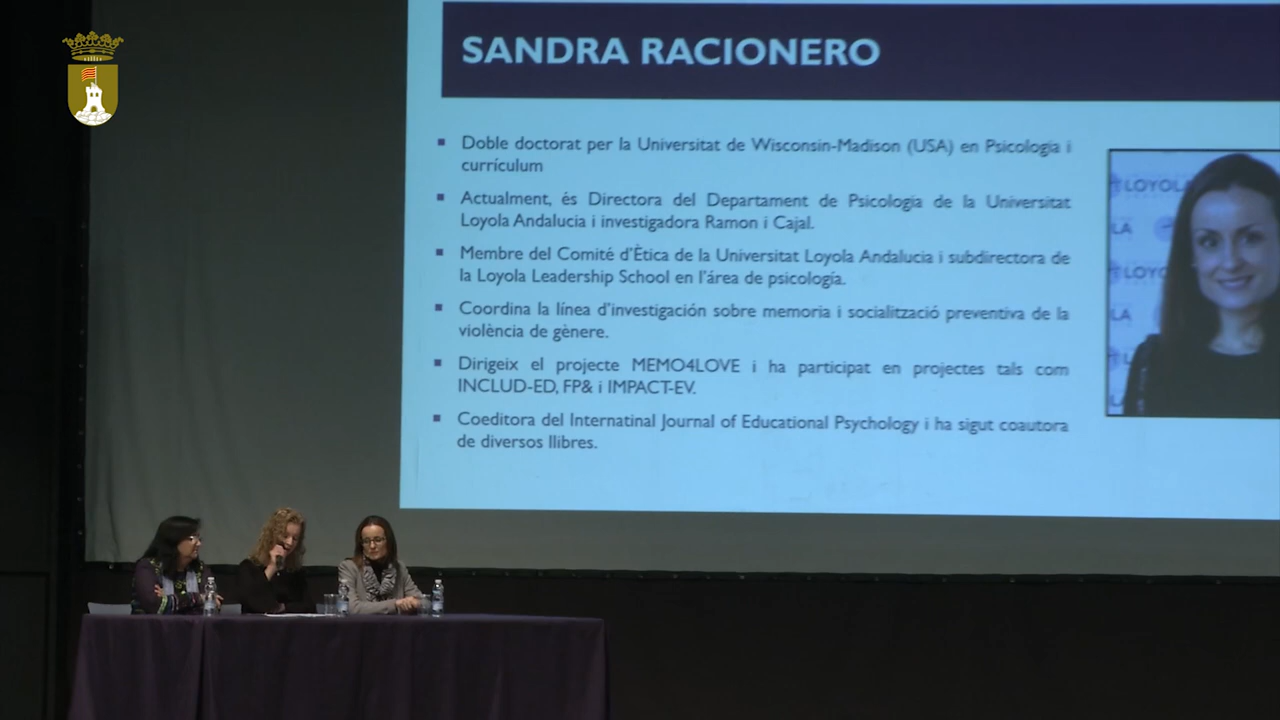 SANDRA RACIONERO
Doble doctorat per la Universitat de Wisconsin-Madison (USA) en Psicologia i
currículum
Actualment, és Directora del Departament de Psicologia de la Universitat
Loyola Andalucia i investigadora Ramon i Cajal.
Membre del Comité d'Ètica de la Universitat Loyola Andalucia i subdirectora de
la Loyola Leadership School en l'área de psicología.
Coordina la línea d'investigación sobre memoria i socialització preventiva de la
violència de gènere.
Dirigeix el projecte MEMO4LOVE i ha participat en projectes tals com
INCLUD-ED, FP& i IMPACT-EV.
Coeditora del Internatinal Journal of Educational Psychology i ha sigut coautora
de diversos llibres.
LOYOLA
LA
LOYO
LA